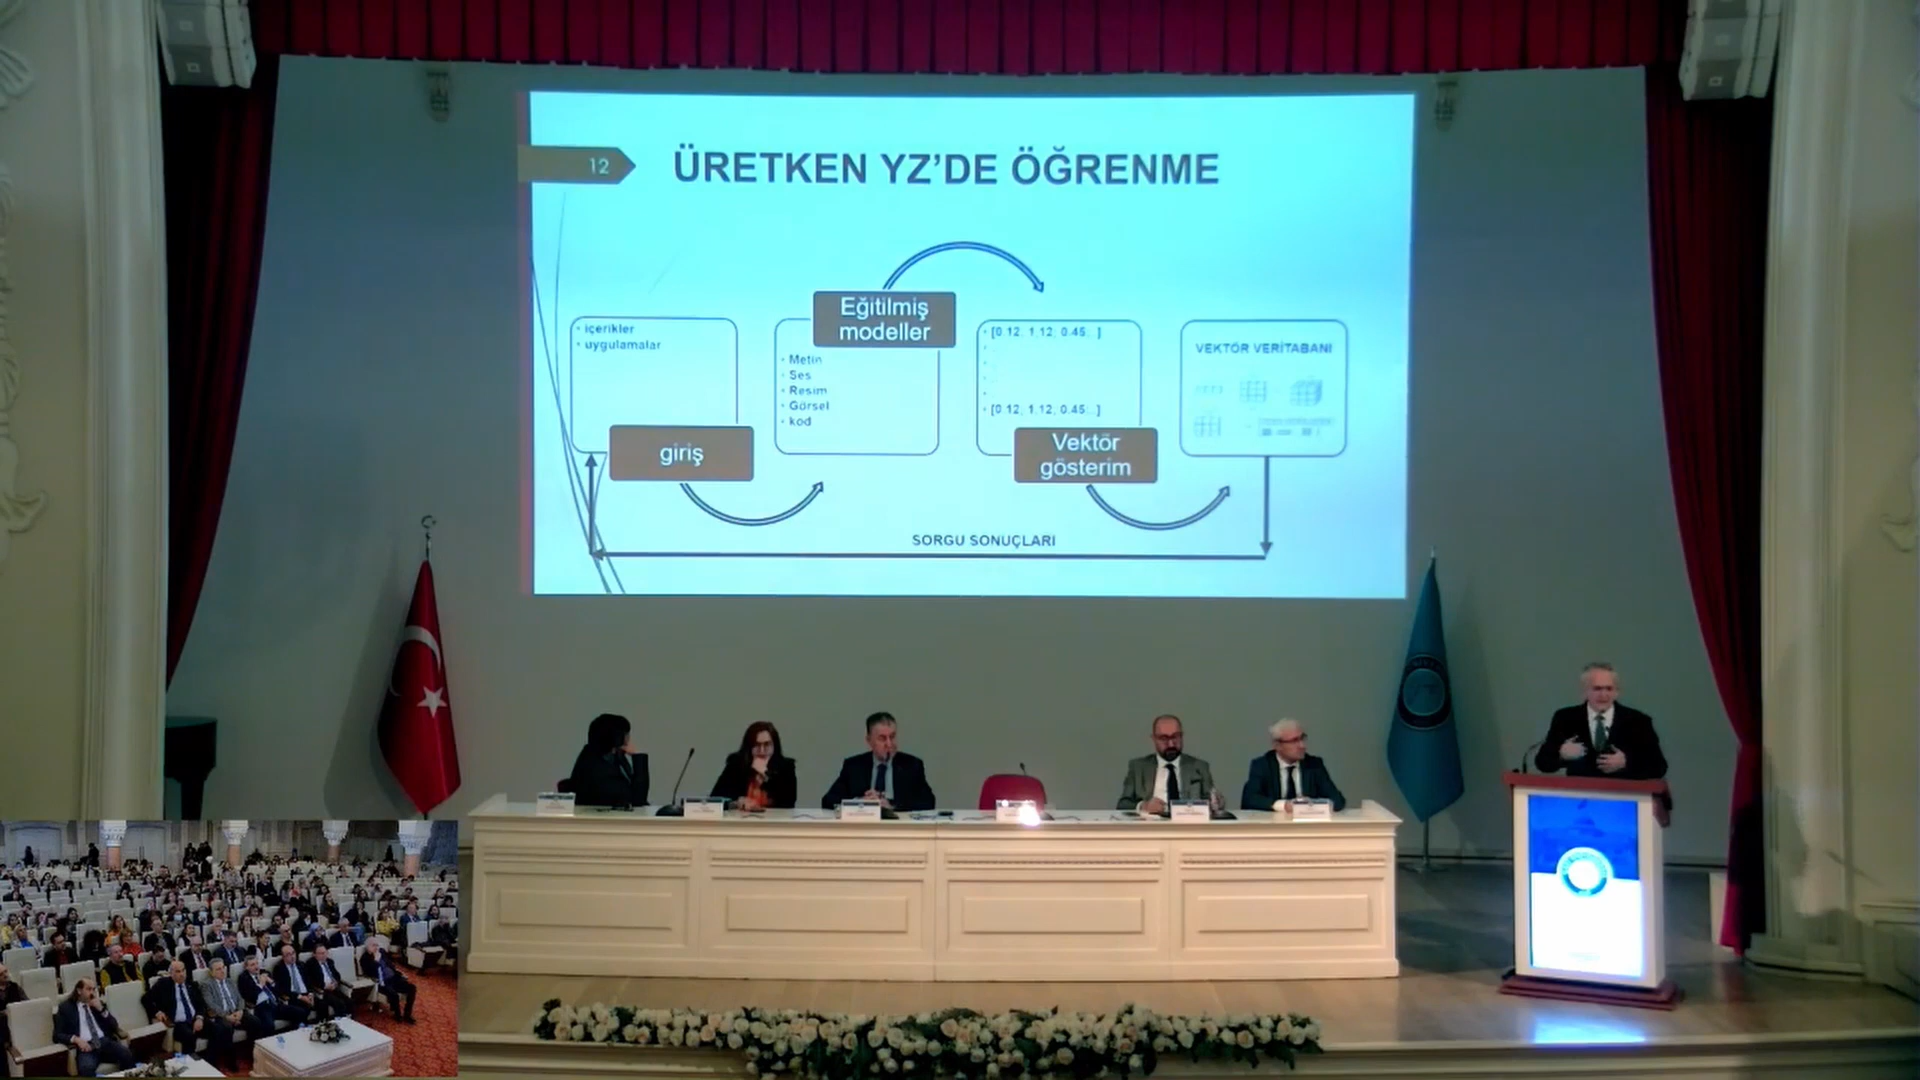 12
ÜRETKEN YZ'DE ÖĞRENME
• içerikler
• uygulamalar
giriş
Eğitilmiş
modeller
• Metin
• Ses
• Resim
• Görsel
• kod
• [0.12, 1.12, 0.45...]
• [0.12, 1.12, 0.45...]
Vektör
gösterim
VEKTÖR VERİTABANI
SORGU SONUÇLARI